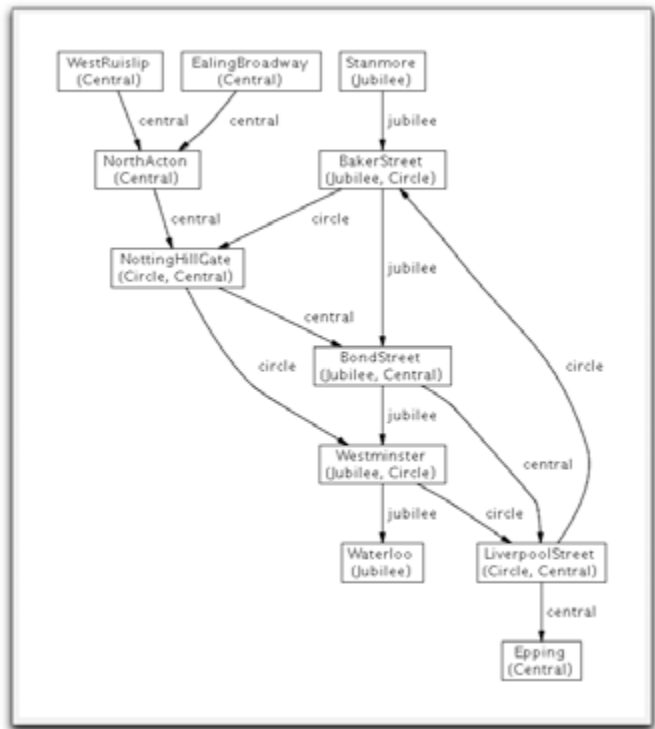 WestRuislip
(Central)
EalingBroadway
(Central)
Stanmore
(Jubilee)
central
central
jubilee
NorthActon
(Central)
BakerStreet
(Jubilee, Circle)
central
circle
NottingHillGate
(Circle, Central)
jubilee
central
circle
circle
BondStreet
(Jubilee, Central)
jubilee
central
Westminster
(Jubilee, Circle)
jubilee
circle
Waterloo
(Jubilee)
LiverpoolStreet
(Circle, Central)
central
Epping
(Central)